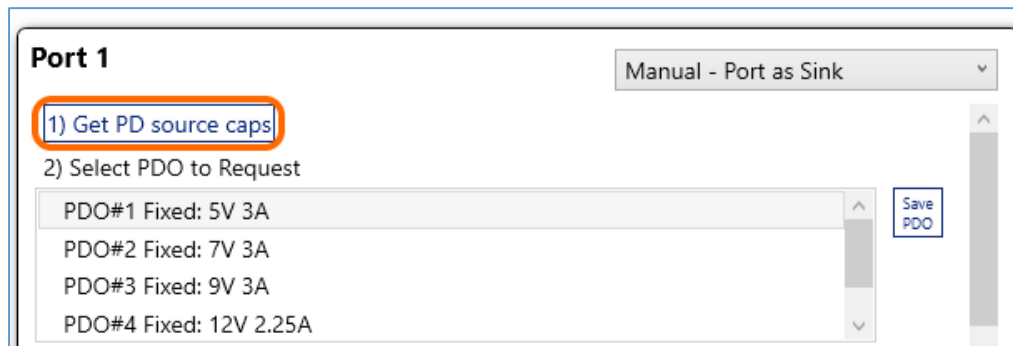 Port 1
Manual - Port as Sink
1) Get PD source caps
2) Select PDO to Request
PDO#1 Fixed: 5V 3A
Save
PDO
PDO#2 Fixed: 7V 3A
PDO#3 Fixed: 9V 3A
PDO#4 Fixed: 12V 2.25A